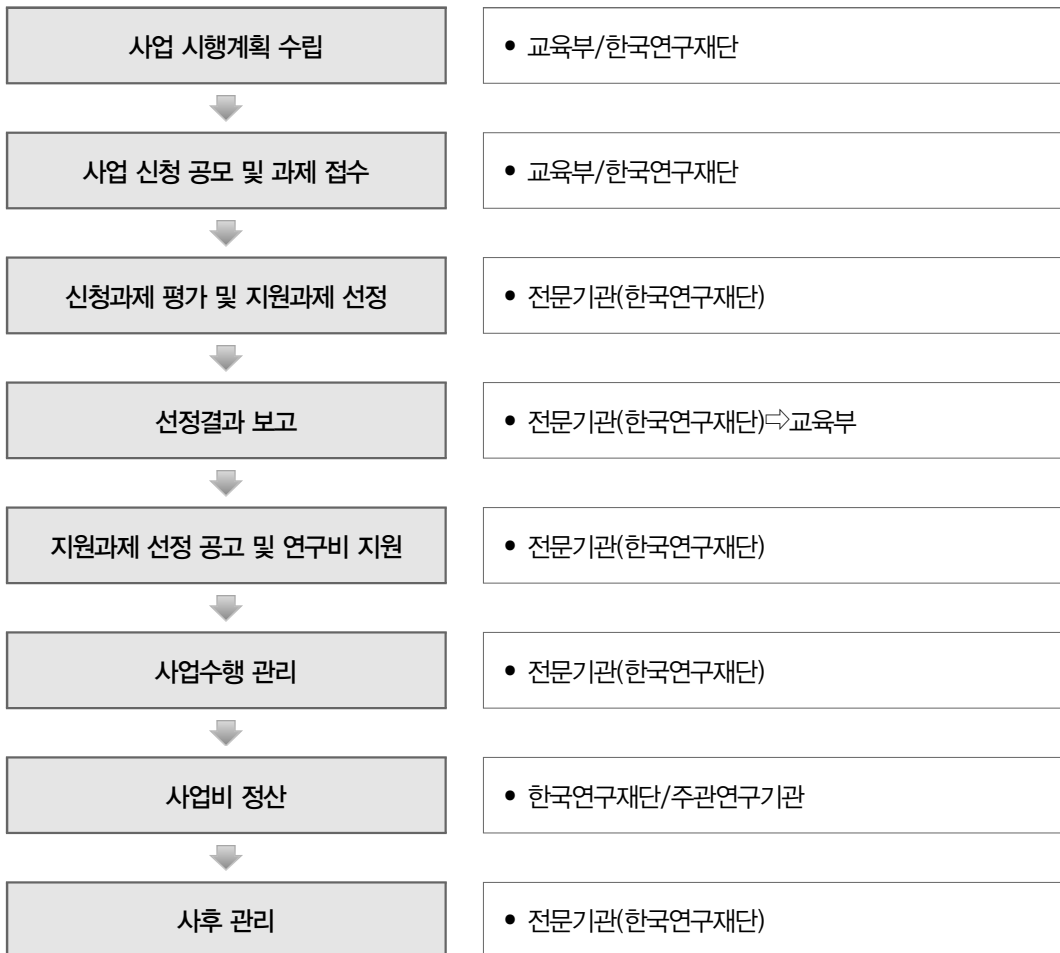 사업 시행계획 수립
• 교육부/한국연구재단
사업 신청 공모 및 과제 접수
• 교육부/한국연구재단
신청과제 평가 및 지원과제 선정
• 전문기관(한국연구재단)
선정결과 보고
• 전문기관(한국연구재단)⇨교육부
지원과제 선정 공고 및 연구비 지원
• 전문기관(한국연구재단)
사업수행 관리
• 전문기관(한국연구재단)
사업비 정산
• 한국연구재단/주관연구기관
사후 관리
• 전문기관(한국연구재단)